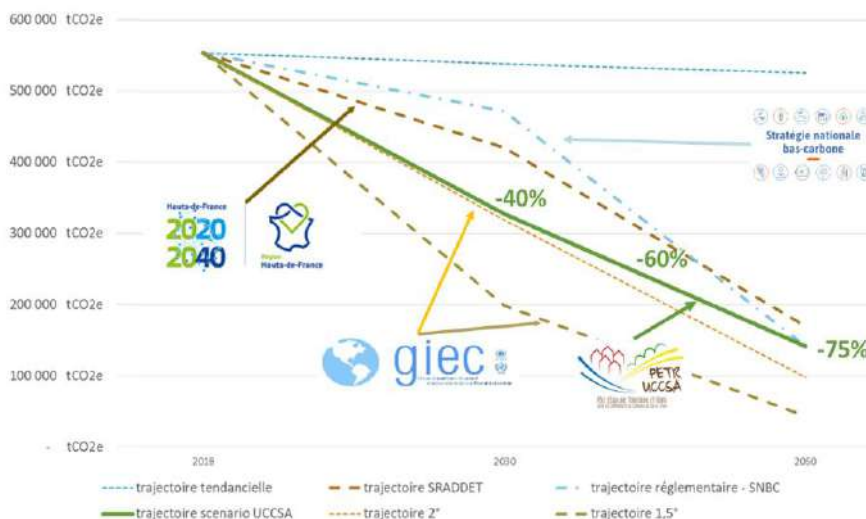 600 000 tCO2e
500 000 tCO2e
400 000 tCO2e
300 000 tCO2e
200 000 tCO2e
100 000 tCO2e
- tCO2e
Stratégie nationale
bas-carbone
Hauts-de-France
2020
2040
Région
Hauts-de-France
-40%
-60%
-75%
giec
PETR
UCCSA
2018
2030
2050
trajectoire tendancielle
trajectoire SRADDET
trajectoire réglementaire - SNBC
trajectoire scenario UCCSA
trajectoire 2°
trajectoire 1,5°